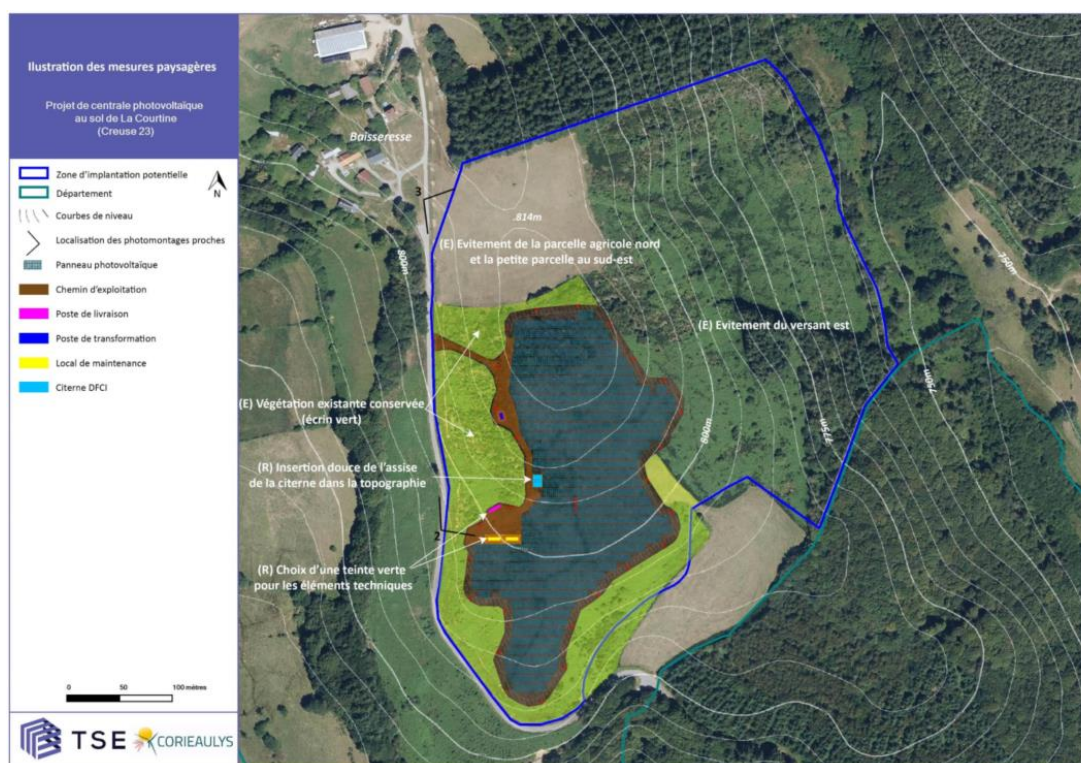 Ilustration des mesures paysagères
Projet de centrale photovoltaïque
au sol de La Courtine
(Creuse 23)
Zone d'implantation potentielle
Département
Courbes de niveau
Localisation des photomontages proches
Panneau photovoltaïque
Chemin d'exploitation
Poste de livraison
Poste de transformation
Local de maintenance
Citerne DFCI
N
0 50 100 mètres
TSE CORIEAULYS
Baisseresse
3
.814m
(E) Evitement de la parcelle agricole nord
et la petite parcelle au sud-est
800m
750m
(E) Evitement du versant est
750m
(E) Végétation existante conservée
(écrin vert)
800m
775m
(R) Insertion douce de l'assise
de la citerne dans la topographie
2
(R) Choix d'une teinte verte
pour les éléments techniques